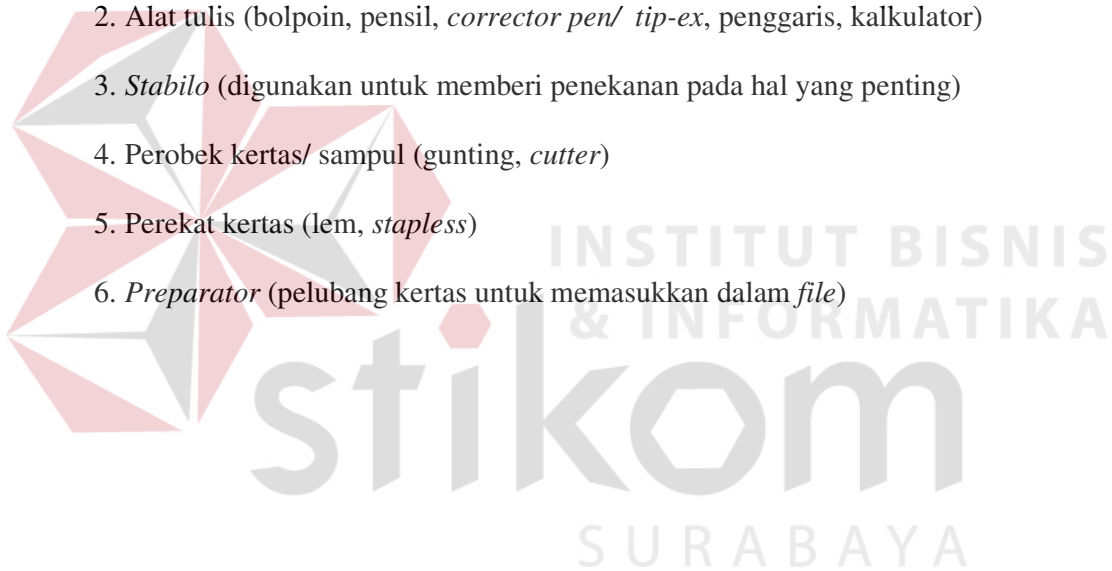 2. Alat tulis (bolpoin, pensil, corrector pen/ tip-ex, penggaris, kalkulator)
3. Stabilo (digunakan untuk memberi penekanan pada hal yang penting)
4. Perobek kertas/ sampul (gunting, cutter)
5. Perekat kertas (lem, stapless)
6. Preparator (pelubang kertas untuk memasukkan dalam file)
INSTITUT BISNIS
& INFORMATIKA
stikom
SURABAYA